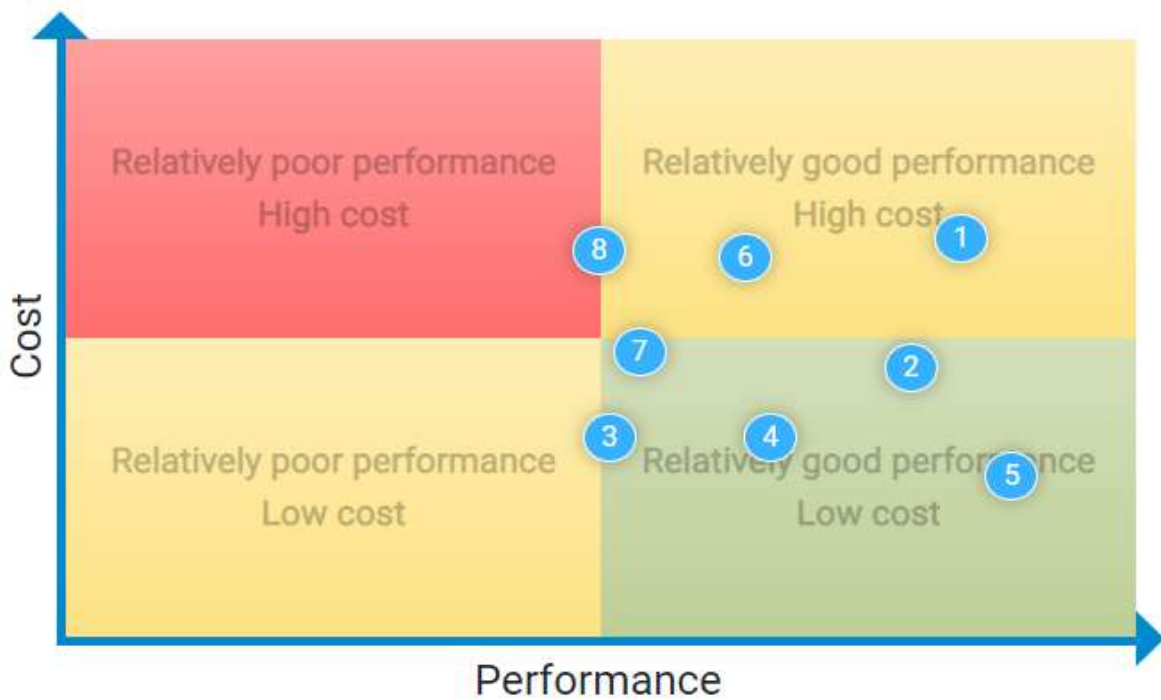 Relatively poor performance
High cost
Relatively good performance
High cost
1
8
6
Cost
7
2
3
4
Relatively poor performance
Low cost
Relatively good performance
Low cost
5
Performance